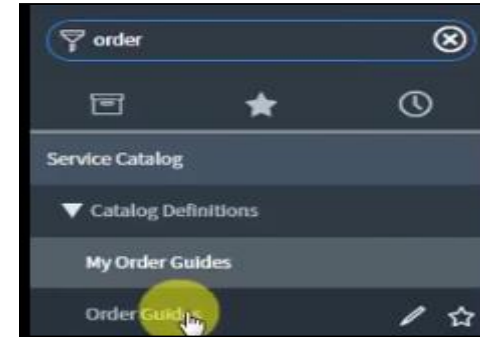 order
Service Catalog
Catalog Definitions
My Order Guides
Order Guides